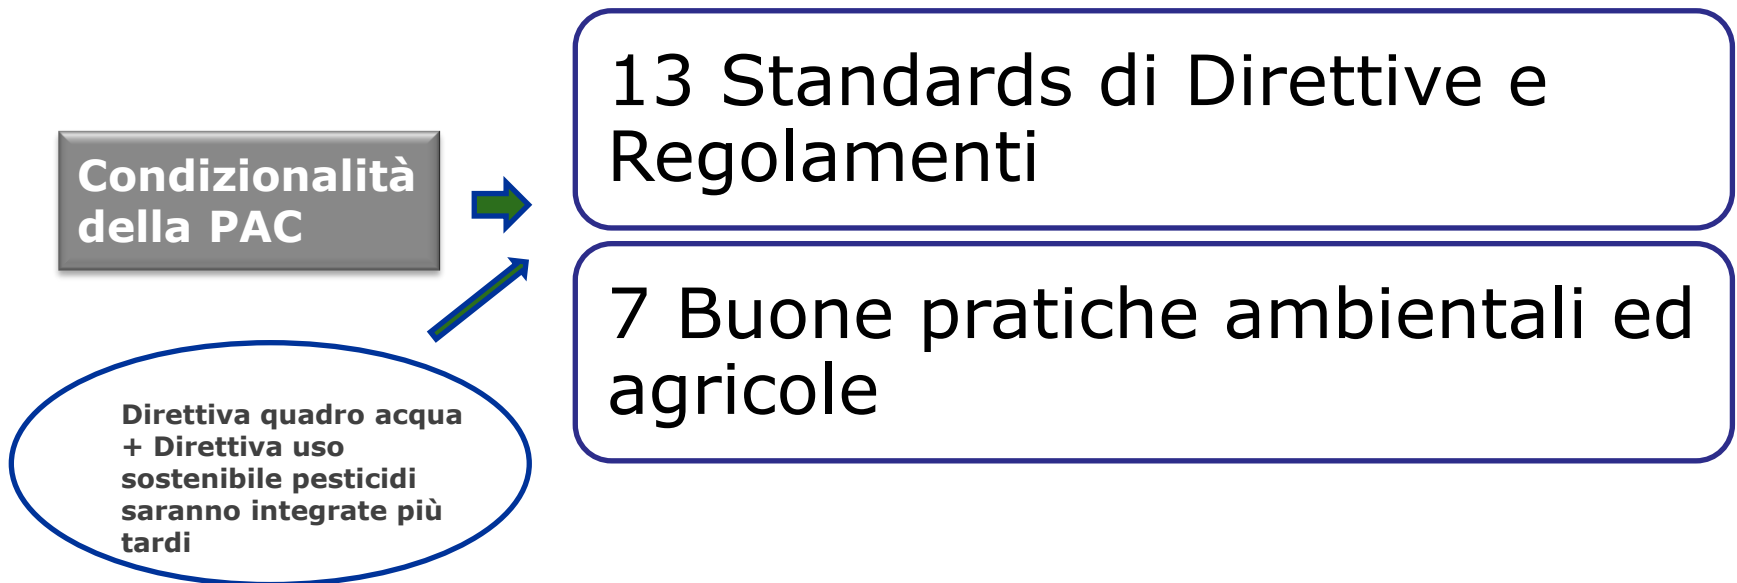 Condizionalità
della PAC
13 Standards di Direttive e
Regolamenti
7 Buone pratiche ambientali ed
agricole
Direttiva quadro acqua
+ Direttiva uso
sostenibile pesticidi
saranno integrate più
tardi